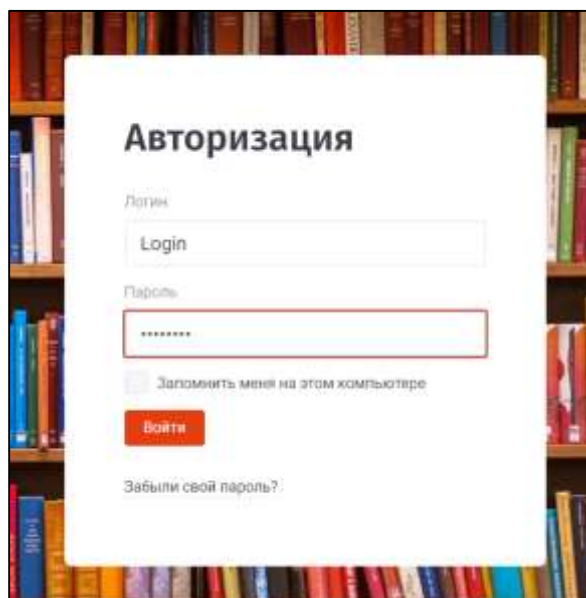 Авторизация
Логин
Login
Пароль
••••••••
Запомнить меня на этом компьютере
Войти
Забыли свой пароль?